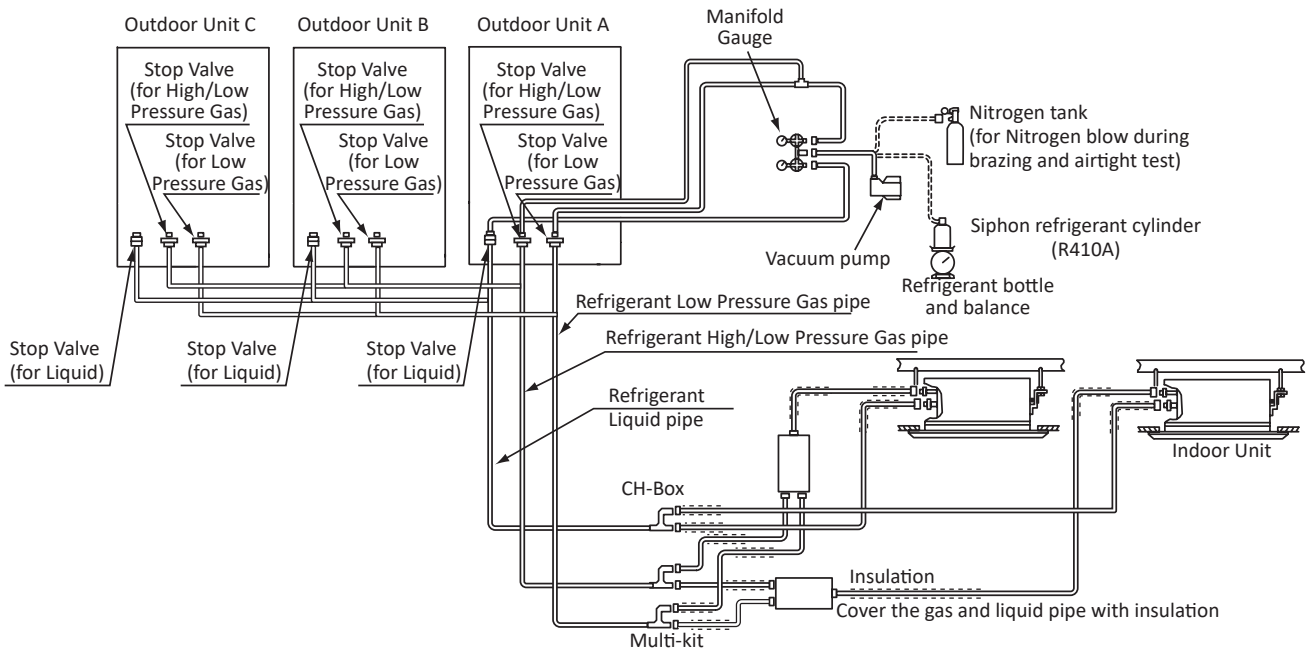 Outdoor Unit C
Outdoor Unit B
Outdoor Unit A
Stop Valve
(for High/Low
Pressure Gas)
Stop Valve
(for Low
Pressure Gas)
Stop Valve
(for High/Low
Pressure Gas)
Stop Valve
(for Low
Pressure Gas)
Stop Valve
(for High/Low
Pressure Gas)
Stop Valve
(for Low
Pressure Gas)
Manifold
Gauge
Nitrogen tank
(for Nitrogen blow during
brazing and airtight test)
Vacuum pump
Siphon refrigerant cylinder
(R410A)
Refrigerant bottle
and balance
Stop Valve
(for Liquid)
Stop Valve
(for Liquid)
Stop Valve
(for Liquid)
Refrigerant Low Pressure Gas pipe
Refrigerant High/Low Pressure Gas pipe
Refrigerant
Liquid pipe
Indoor Unit
CH-Box
Insulation
Cover the gas and liquid pipe with insulation
Multi-kit